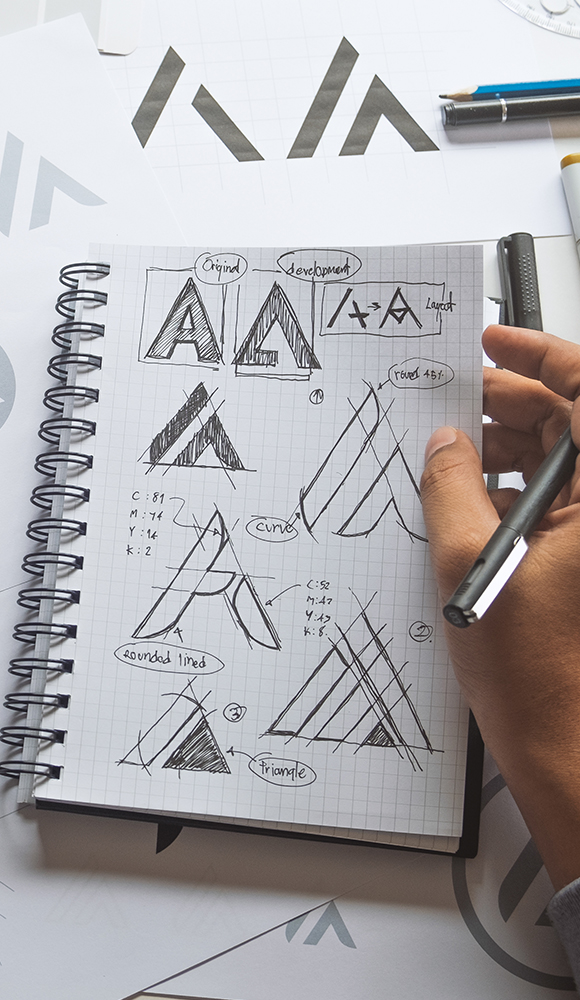 Original
development
A
Layout
①
round 45%
C : 81
M : 74
Y : 14
K : 2
curve
C : 52
M : 47
Y : 47
K : 8
②
Rounded lined
③
Triangle